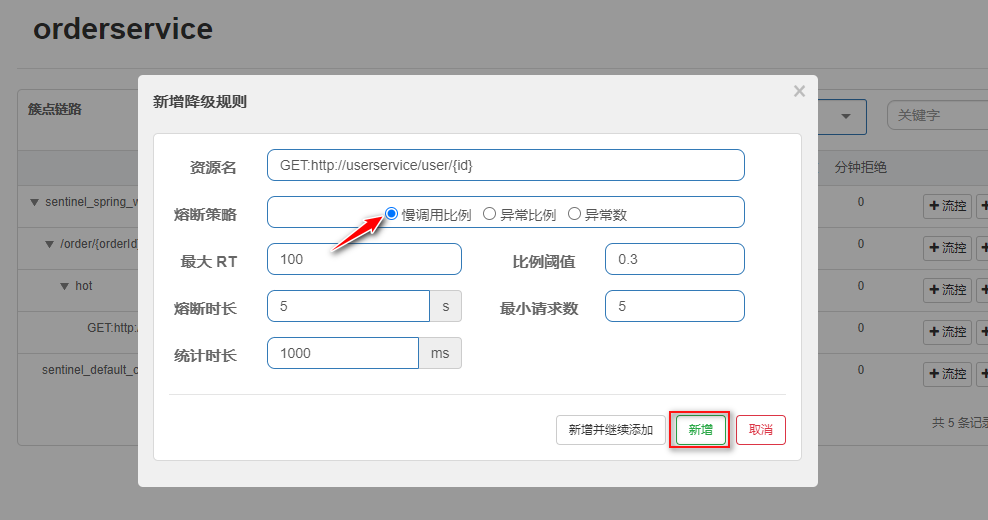 orderservice
簇点链路
关键字
分钟拒绝
sentinel_spring_w
0
流控
/order/{orderId
0
流控
hot
0
流控
GET:http:
0
流控
sentinel_default_c
0
流控
共 5 条记录
新增降级规则
×
资源名 GET:http://userservice/user/{id}
熔断策略 慢调用比例 异常比例 异常数
最大 RT 100 比例阈值 0.3
熔断时长 5 s 最小请求数 5
统计时长 1000 ms
新增并继续添加 新增 取消